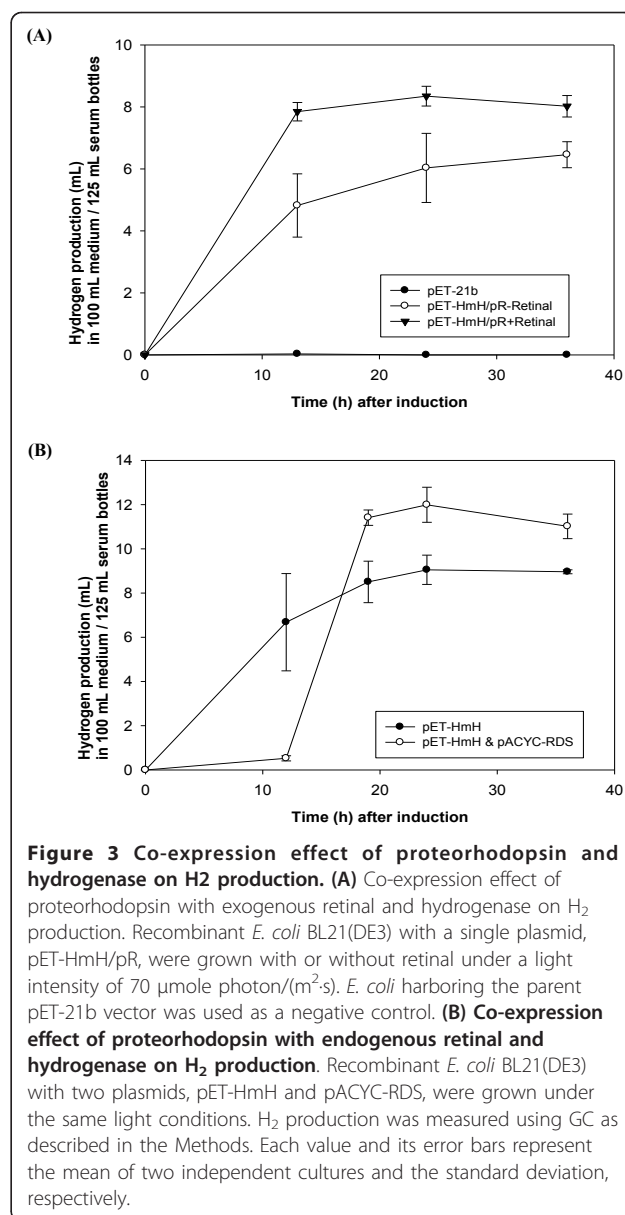 (A)
10
8
6
4
2
0
Hydrogen production (mL)
in 100 mL medium / 125 mL serum bottles
pET-21b
pET-HmH/pR-Retinal
pET-HmH/pR+Retinal
0 10 20 30 40
Time (h) after induction
(B)
14
12
10
8
6
4
2
0
Hydrogen production (mL)
in 100 mL medium / 125 mL serum bottles
pET-HmH
pET-HmH & pACYC-RDS
0 10 20 30 40
Time (h) after induction
Figure 3 Co-expression effect of proteorhodopsin and
hydrogenase on H2 production. (A) Co-expression effect of
proteorhodopsin with exogenous retinal and hydrogenase on H₂
production. Recombinant E. coli BL21(DE3) with a single plasmid,
pET-HmH/pR, were grown with or without retinal under a light
intensity of 70 μmole photon/(m²·s). E. coli harboring the parent
pET-21b vector was used as a negative control. (B) Co-expression
effect of proteorhodopsin with endogenous retinal and
hydrogenase on H₂ production. Recombinant E. coli BL21(DE3)
with two plasmids, pET-HmH and pACYC-RDS, were grown under
the same light conditions. H₂ production was measured using GC as
described in the Methods. Each value and its error bars represent
the mean of two independent cultures and the standard deviation,
respectively.